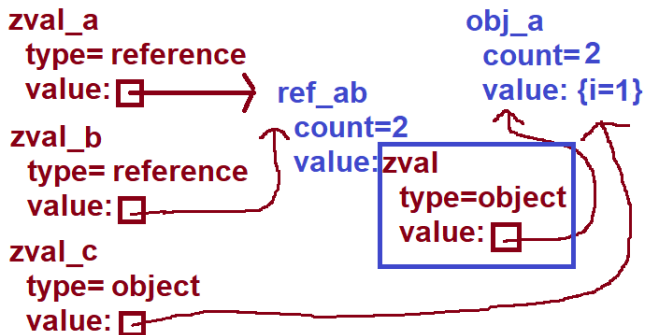 zval_a
type= reference
value:
zval_b
type= reference
value:
zval_c
type= object
value:
ref_ab
count=2
value:zval
type=object
value:
obj_a
count=2
value: {i=1}